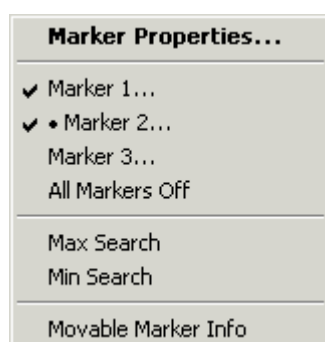 Marker Properties...
✔ Marker 1...
✔ • Marker 2...
Marker 3...
All Markers Off
Max Search
Min Search
Movable Marker Info